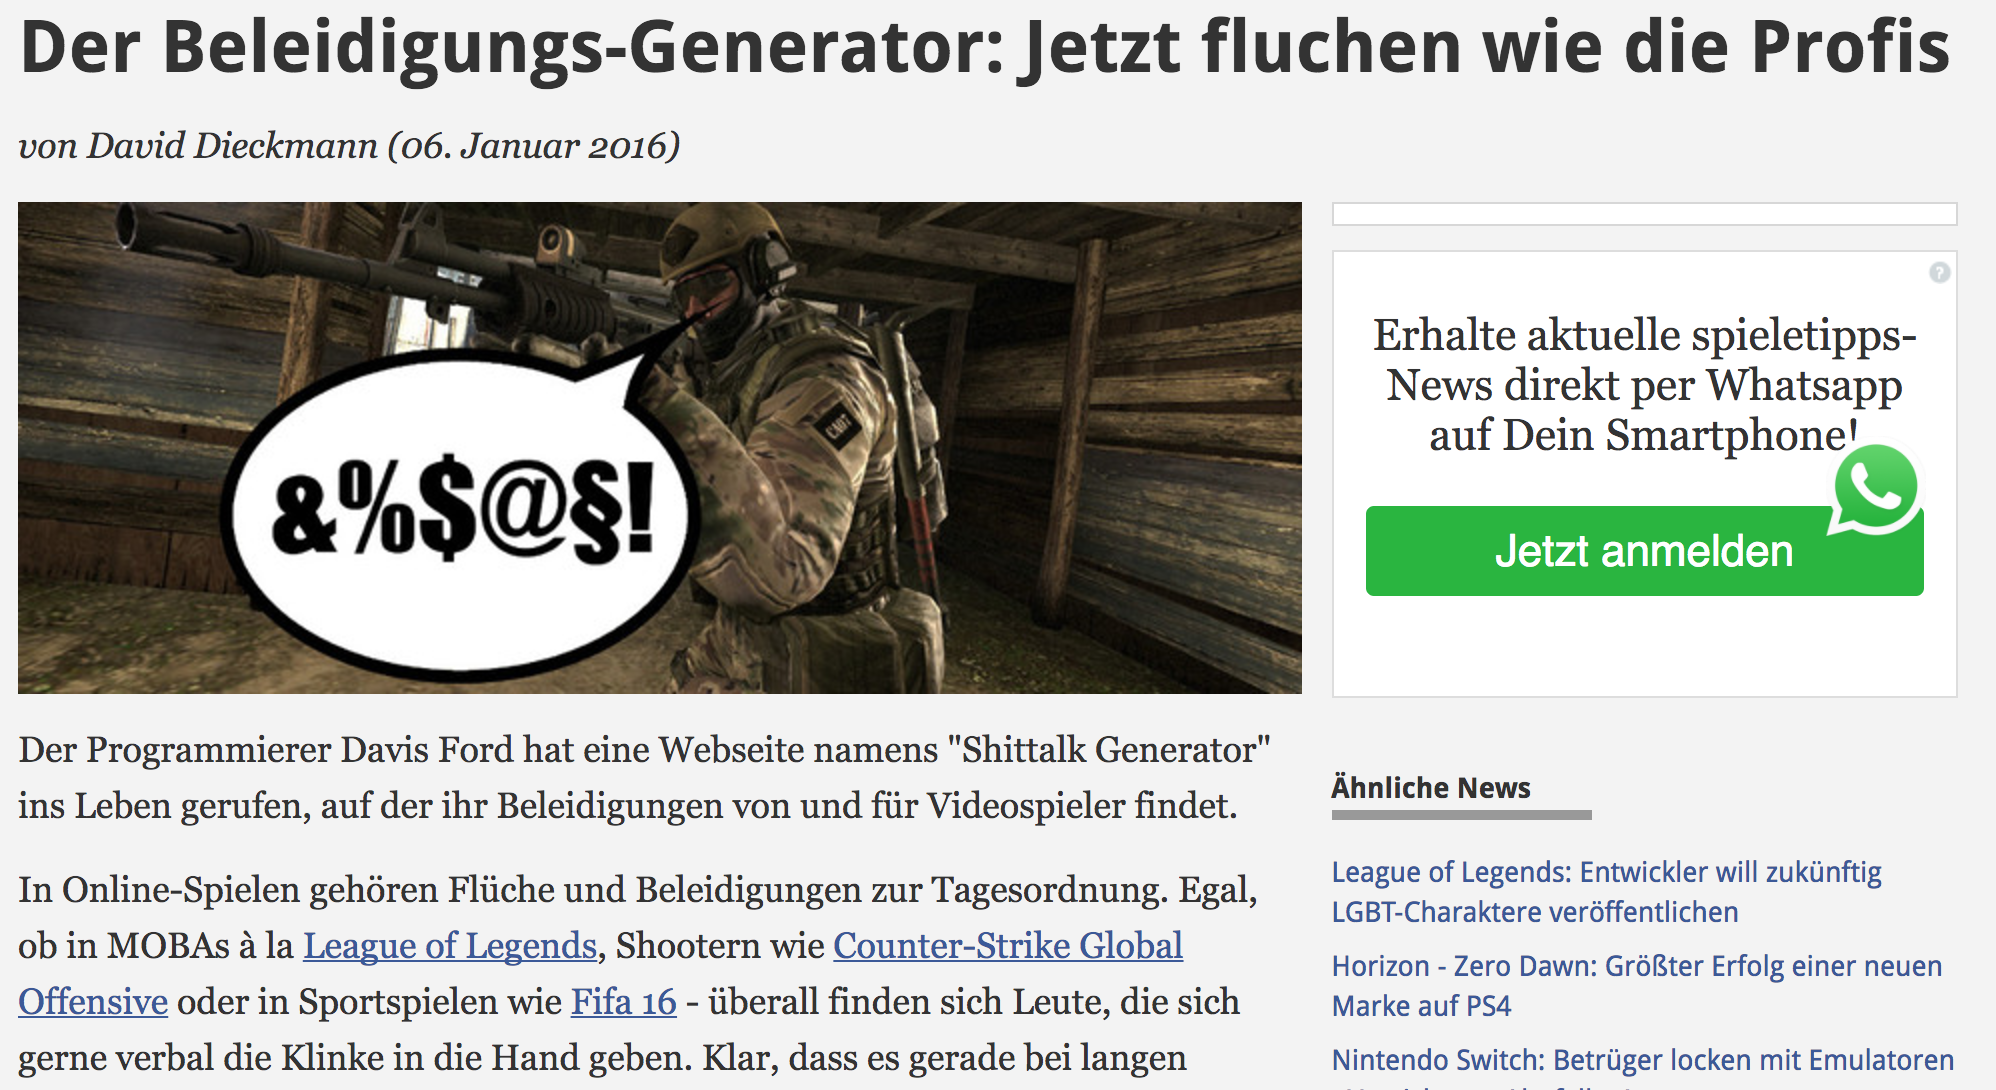 Der Beleidigungs-Generator: Jetzt fluchen wie die Profis
von David Dieckmann (06. Januar 2016)
CAUT
&%$@§!
Der Programmierer Davis Ford hat eine Webseite namens "Shittalk Generator"
ins Leben gerufen, auf der ihr Beleidigungen von und für Videospieler findet.
In Online-Spielen gehören Flüche und Beleidigungen zur Tagesordnung. Egal,
ob in MOBAs à la League of Legends, Shootern wie Counter-Strike Global
Offensive oder in Sportspielen wie Fifa 16 - überall finden sich Leute, die sich
gerne verbal die Klinke in die Hand geben. Klar, dass es gerade bei langen
?
Erhalte aktuelle spieletipps-
News direkt per Whatsapp
auf Dein Smartphone!
Jetzt anmelden
Ähnliche News
League of Legends: Entwickler will zukünftig
LGBT-Charaktere veröffentlichen
Horizon - Zero Dawn: Größter Erfolg einer neuen
Marke auf PS4
Nintendo Switch: Betrüger locken mit Emulatoren